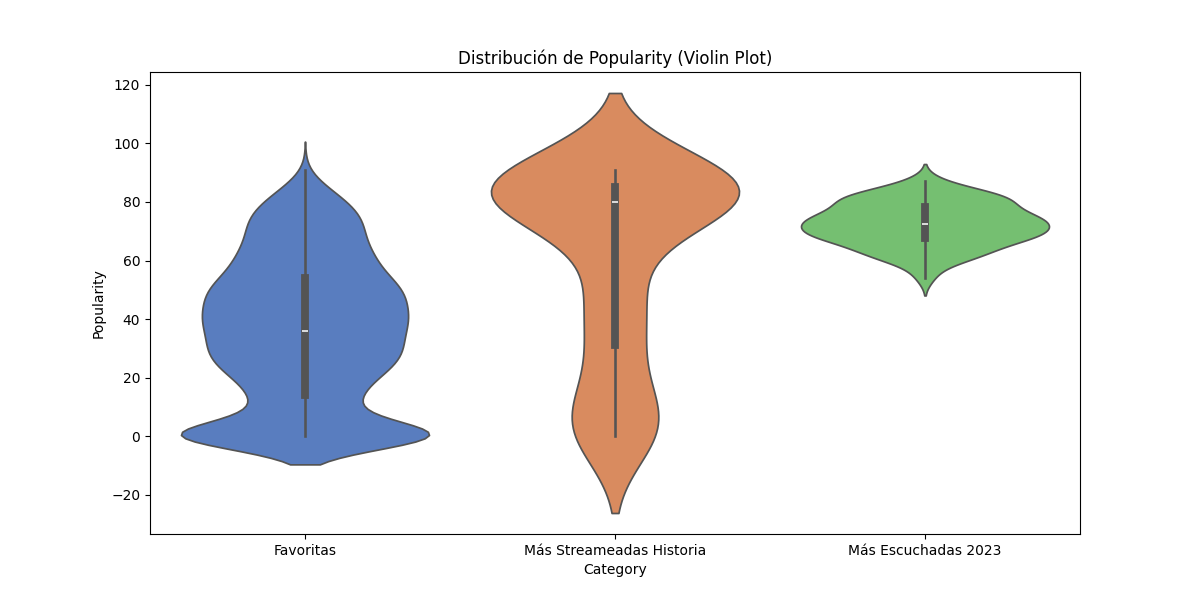 Distribución de Popularity (Violin Plot)
120
100
80
60
40
20
0
−20
Popularity
Favoritas
Más Streameadas Historia
Más Escuchadas 2023
Category